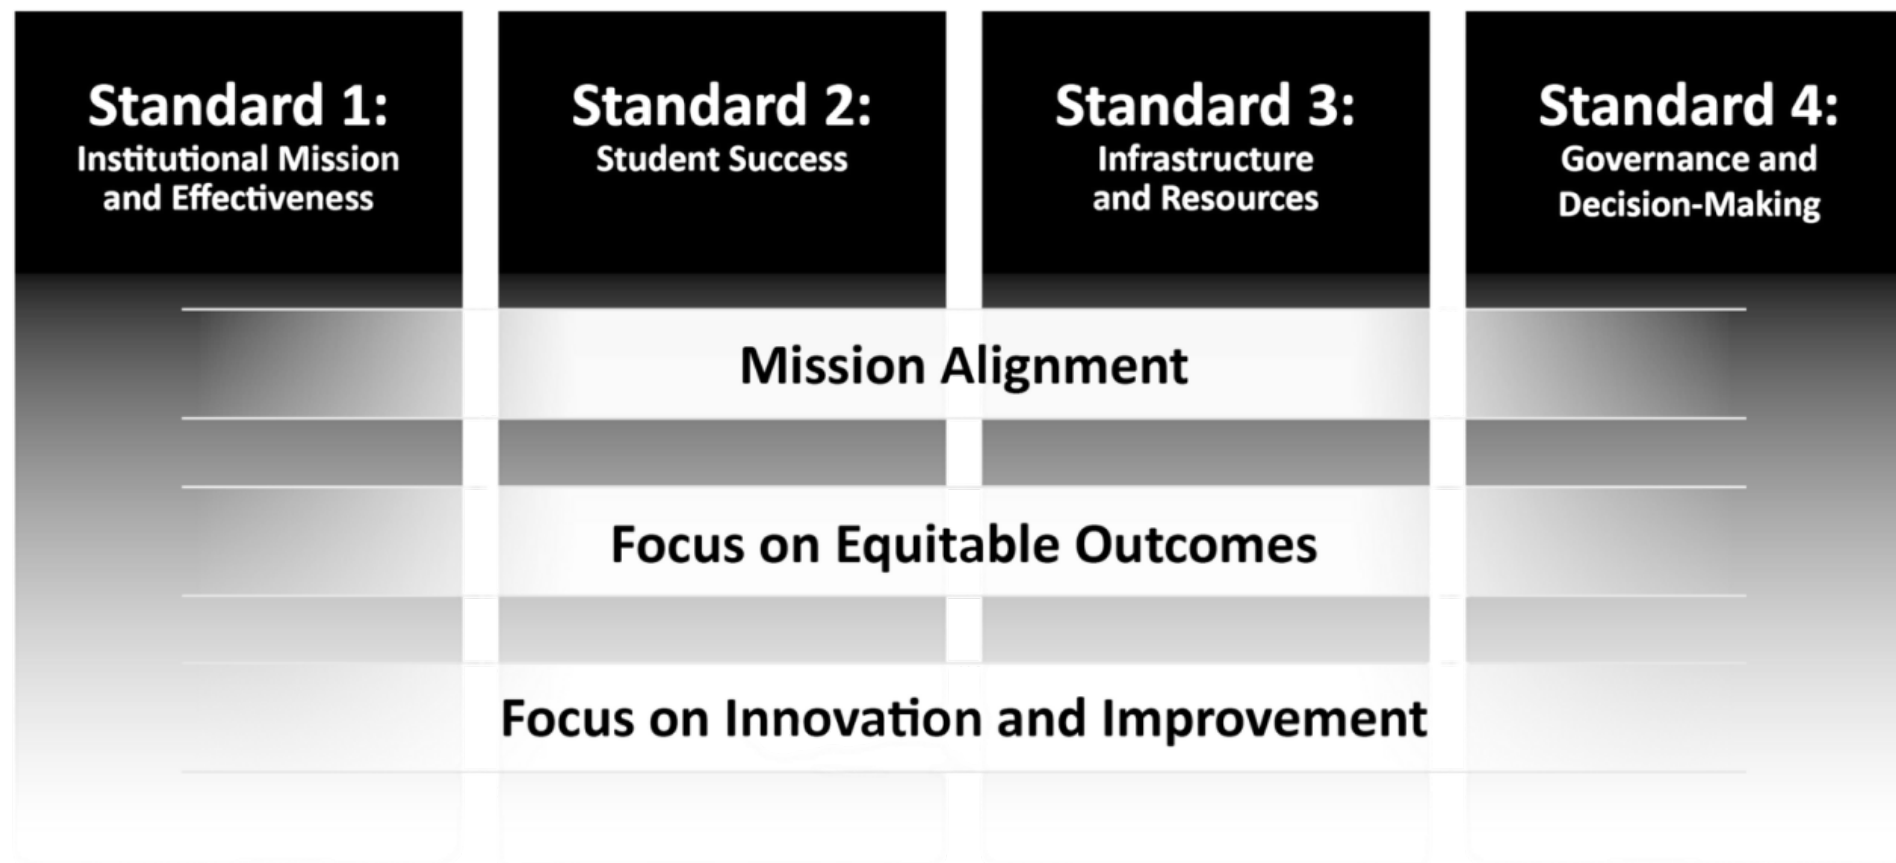 Standard 1:
Institutional Mission
and Effectiveness
Standard 2:
Student Success
Standard 3:
Infrastructure
and Resources
Standard 4:
Governance and
Decision-Making
Mission Alignment
Focus on Equitable Outcomes
Focus on Innovation and Improvement